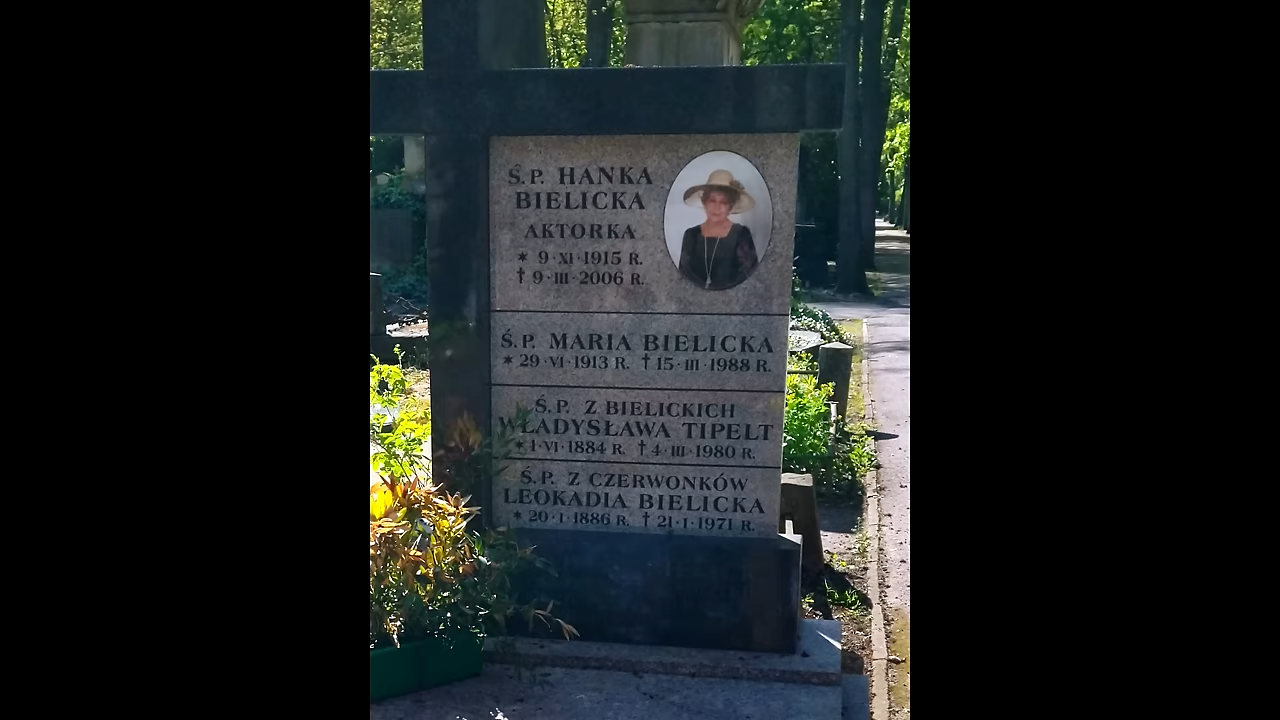 Ś.P. HANKA
BIELICKA
AKTORKA
* 9·XI·1915 R.
† 9·III·2006 R.
Ś.P. MARIA BIELICKA
* 29·VI·1913 R. † 15·III·1988 R.
Ś.P. Z BIELICKICH
WŁADYSŁAWA TIPELT
* 1·VI·1884 R. † 4·III·1980 R.
Ś.P. Z CZERWONKÓW
LEOKADIA BIELICKA
* 20·I·1886 R. † 21·I·1971 R.